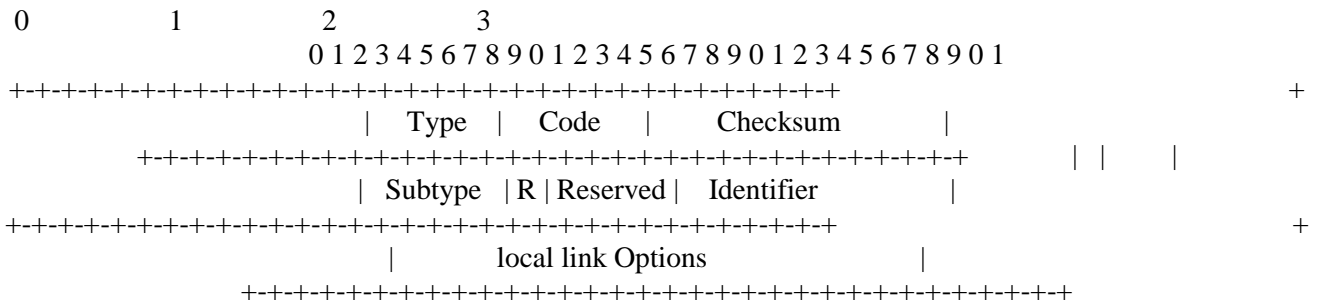 0 1 2 3
0 1 2 3 4 5 6 7 8 9 0 1 2 3 4 5 6 7 8 9 0 1 2 3 4 5 6 7 8 9 0 1
+-+-+-+-+-+-+-+-+-+-+-+-+-+-+-+-+-+-+-+-+-+-+-+-+-+-+-+-+-+-+-+ +
| Type | Code | Checksum |
+-+-+-+-+-+-+-+-+-+-+-+-+-+-+-+-+-+-+-+-+-+-+-+-+-+-+-+-+-+-+-+ | | |
| Subtype | R | Reserved | Identifier |
+-+-+-+-+-+-+-+-+-+-+-+-+-+-+-+-+-+-+-+-+-+-+-+-+-+-+-+-+-+-+-+ +
| local link Options |
+-+-+-+-+-+-+-+-+-+-+-+-+-+-+-+-+-+-+-+-+-+-+-+-+-+-+-+-+-+-+-+